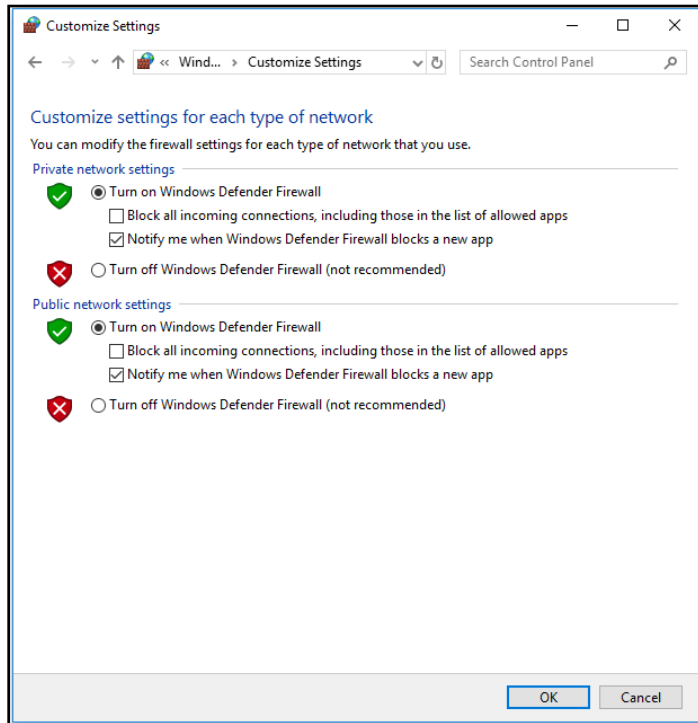 Customize Settings
« Wind... › Customize Settings
Search Control Panel
Customize settings for each type of network
You can modify the firewall settings for each type of network that you use.
Private network settings
Turn on Windows Defender Firewall
Block all incoming connections, including those in the list of allowed apps
Notify me when Windows Defender Firewall blocks a new app
Turn off Windows Defender Firewall (not recommended)
Public network settings
Turn on Windows Defender Firewall
Block all incoming connections, including those in the list of allowed apps
Notify me when Windows Defender Firewall blocks a new app
Turn off Windows Defender Firewall (not recommended)
OK Cancel